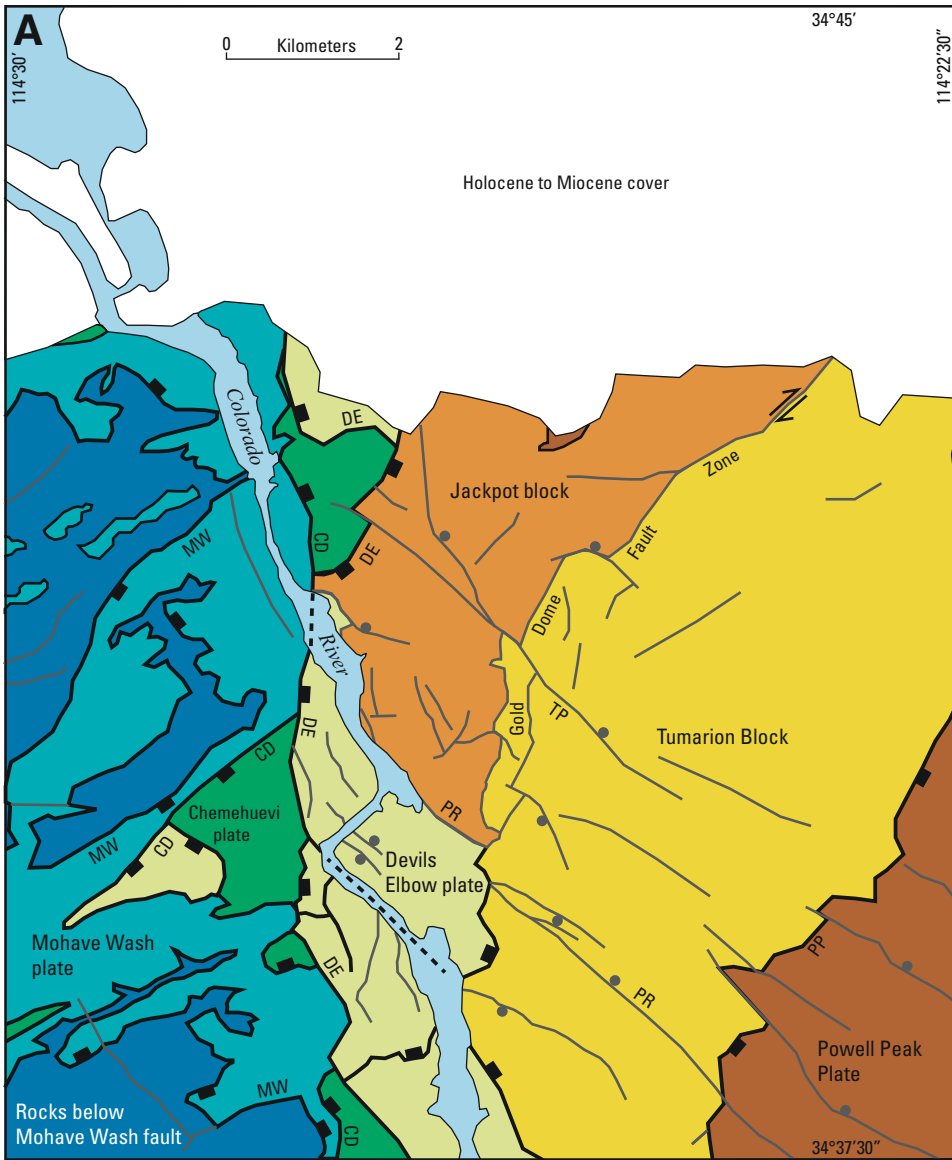 A
34°45′
0 Kilometers 2
114°30′
114°22′30″
Holocene to Miocene cover
Colorado
DE
Zone
Jackpot block
MW
CD
DE
Fault
Dome
River
Gold
TP
DE
Tumarion Block
CD
Chemehuevi
plate
PR
MW
CD
Devils
Elbow plate
Mohave Wash
plate
DE
PP
PR
Powell Peak
Plate
MW
Rocks below
Mohave Wash fault
CD
34°37′30″